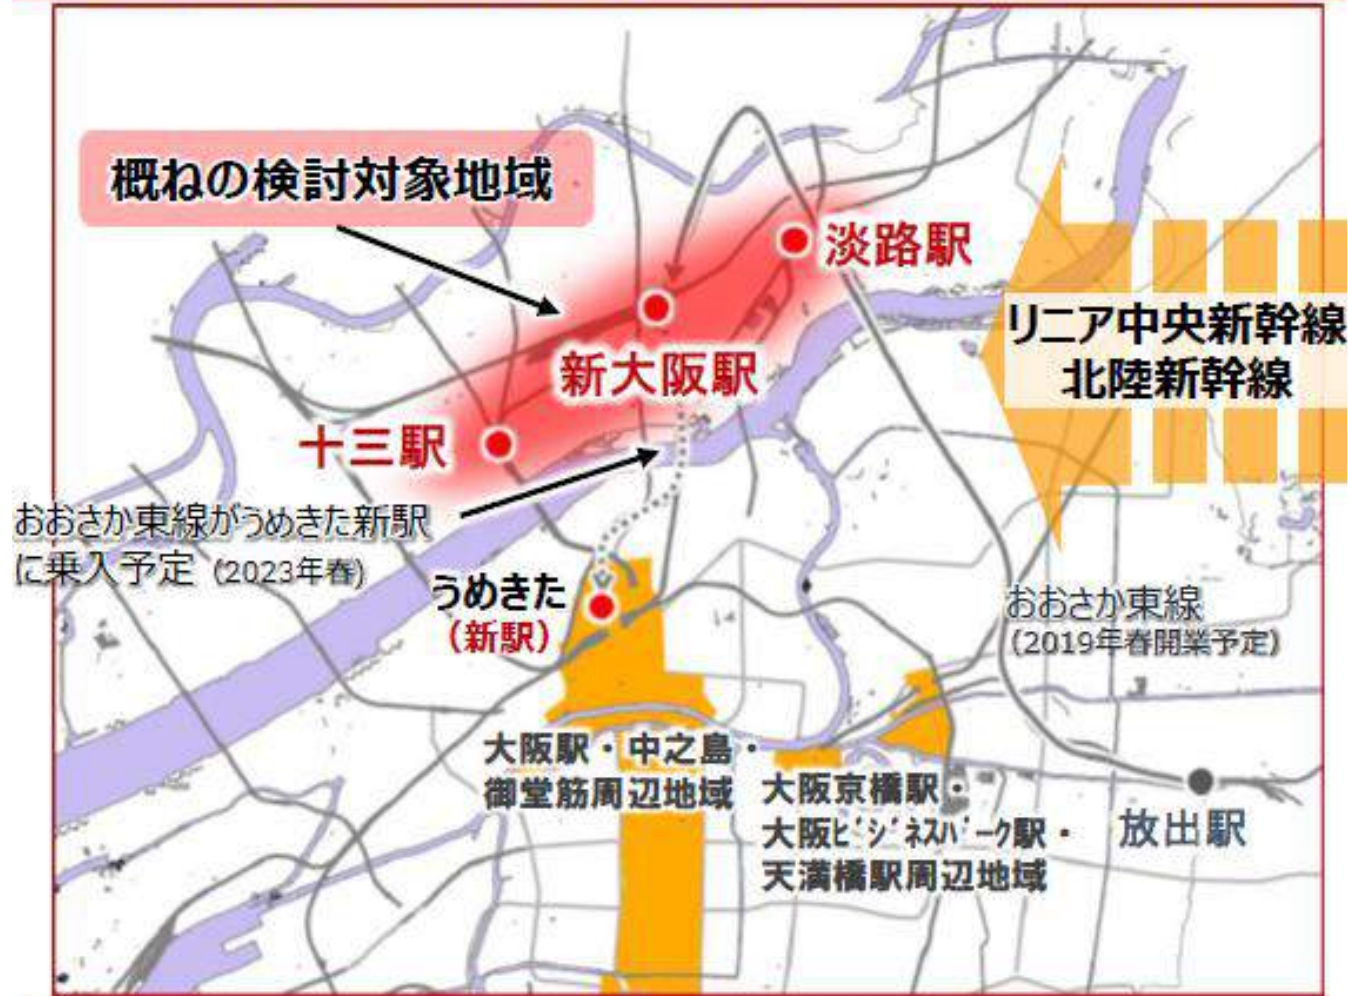 概ねの検討対象地域
淡路駅
リニア中央新幹線
北陸新幹線
新大阪駅
十三駅
おおさか東線がうめきた新駅
に乗入予定（2023年春）
うめきた
（新駅）
おおさか東線
（2019年春開業予定）
大阪駅・中之島・
御堂筋周辺地域
大阪京橋駅・
大阪ﾋﾞｼﾞﾈｽﾊﾟｰｸ駅・
天満橋駅周辺地域
放出駅